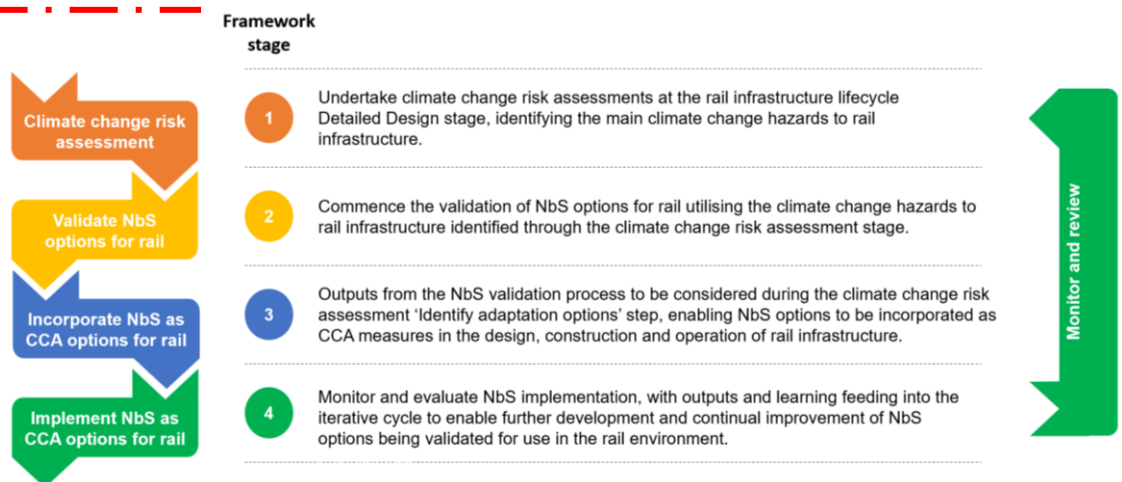 Framework
stage
Climate change risk
assessment
1
Undertake climate change risk assessments at the rail infrastructure lifecycle
Detailed Design stage, identifying the main climate change hazards to rail
infrastructure.
Validate NbS
options for rail
2
Commence the validation of NbS options for rail utilising the climate change hazards to
rail infrastructure identified through the climate change risk assessment stage.
Incorporate NbS as
CCA options for rail
3
Outputs from the NbS validation process to be considered during the climate change risk
assessment ‘Identify adaptation options’ step, enabling NbS options to be incorporated as
CCA measures in the design, construction and operation of rail infrastructure.
Implement NbS as
CCA options for rail
4
Monitor and evaluate NbS implementation, with outputs and learning feeding into the
iterative cycle to enable further development and continual improvement of NbS
options being validated for use in the rail environment.
Monitor and review